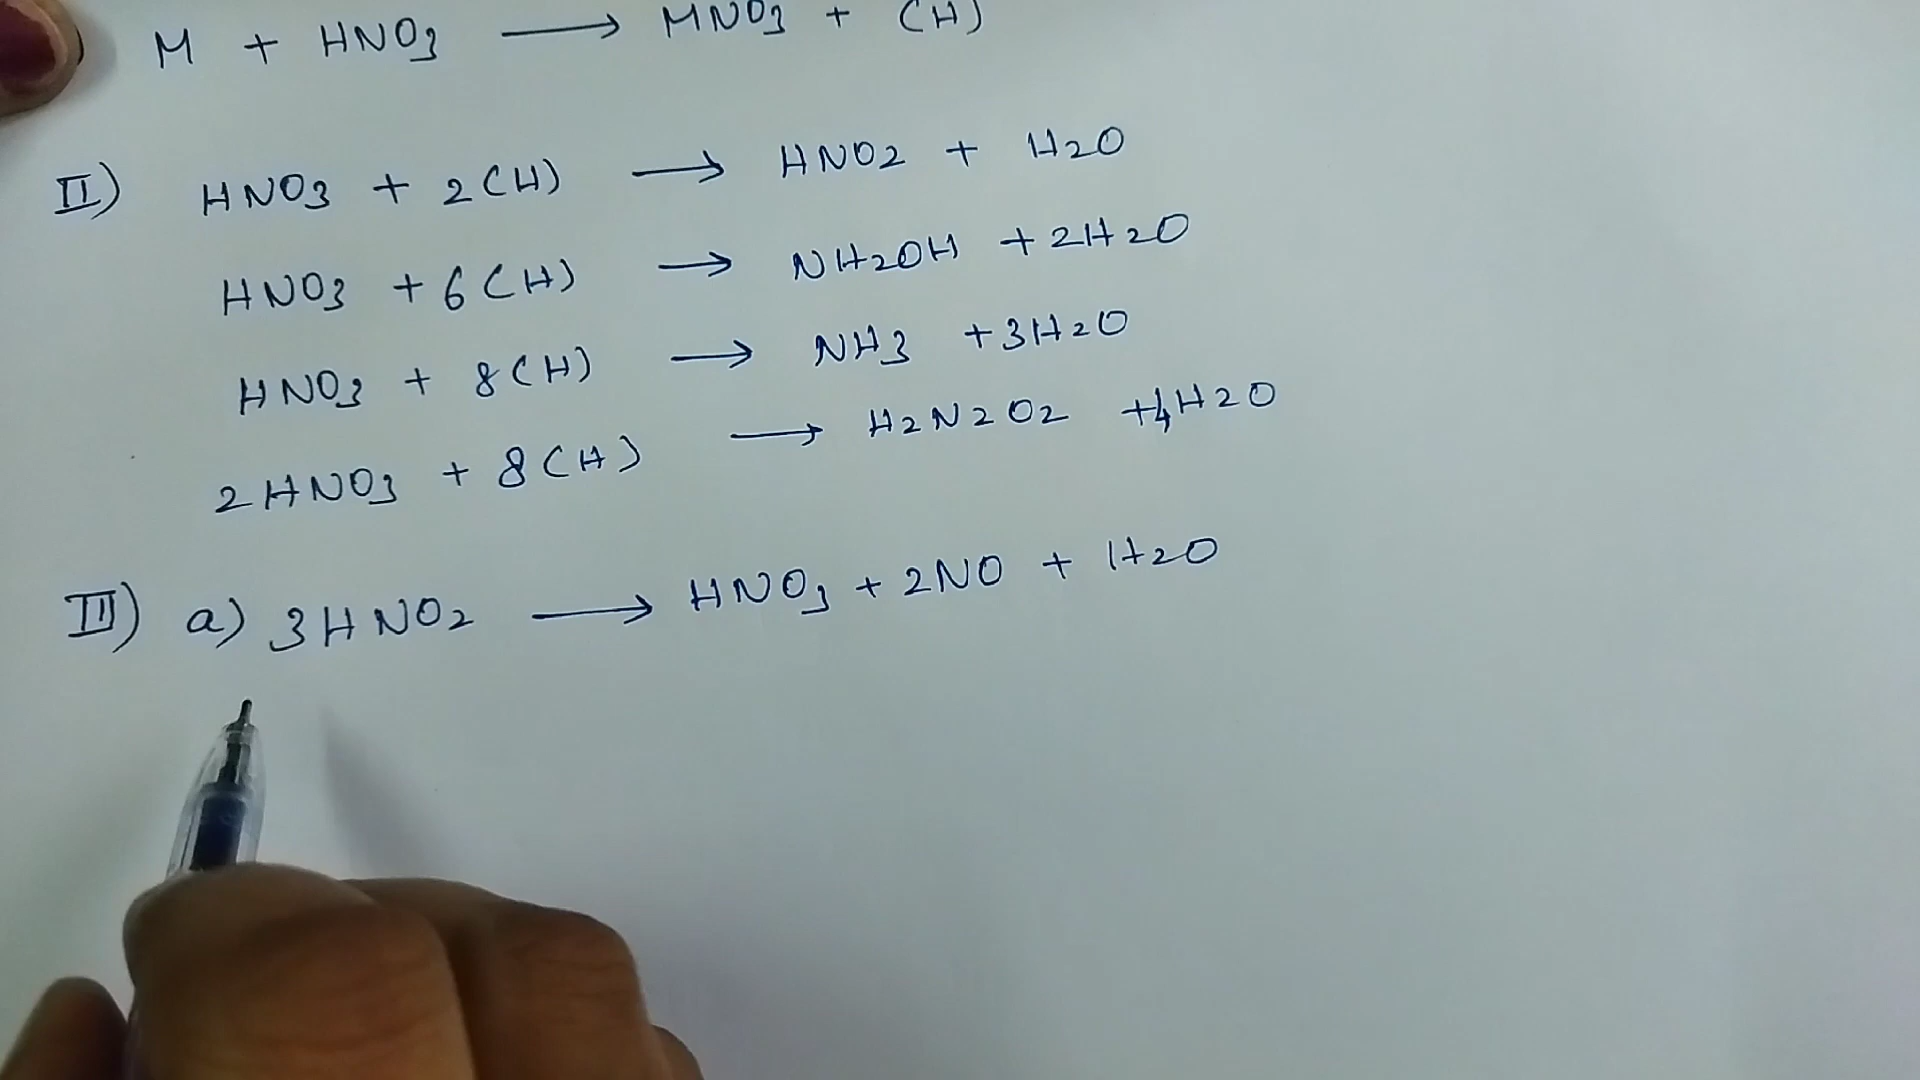 M + HNO3 → MNO3 + (H)
II) HNO3 + 2(H) → HNO2 + H2O
HNO3 + 6(H) → NH2OH + 2H2O
HNO3 + 8(H) → NH3 + 3H2O
2HNO3 + 8(H) → H2N2O2 + 4H2O
III) a) 3HNO2 → HNO3 + 2NO + H2O